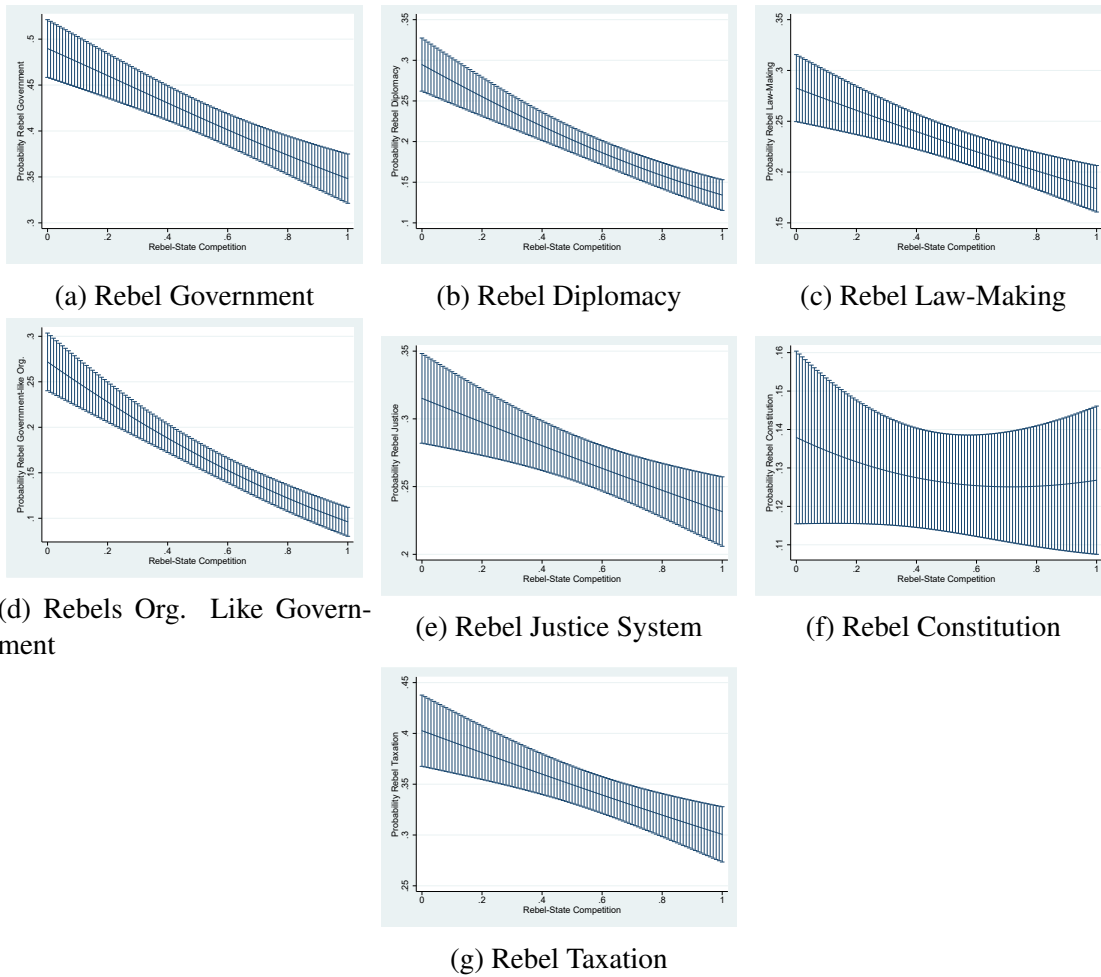 .5
.45
.4
.35
.3
Probability Rebel Government
0 .2 .4 .6 .8 1
Rebel-State Competition
(a) Rebel Government
.35
.3
.25
.2
.15
.1
Probability Rebel Diplomacy
0 .2 .4 .6 .8 1
Rebel-State Competition
(b) Rebel Diplomacy
.35
.3
.25
.2
.15
Probability Rebel Law-Making
0 .2 .4 .6 .8 1
Rebel-State Competition
(c) Rebel Law-Making
.3
.25
.2
.15
.1
Probability Rebel Government-like Org.
0 .2 .4 .6 .8 1
Rebel-State Competition
(d) Rebels Org. Like Govern-
ment
.35
.3
.25
.2
Probability Rebel Justice
0 .2 .4 .6 .8 1
Rebel-State Competition
(e) Rebel Justice System
.16
.15
.14
.13
.12
.11
Probability Rebel Constitution
0 .2 .4 .6 .8 1
Rebel-State Competition
(f) Rebel Constitution
.45
.4
.35
.3
.25
Probability Rebel Taxation
0 .2 .4 .6 .8 1
Rebel-State Competition
(g) Rebel Taxation